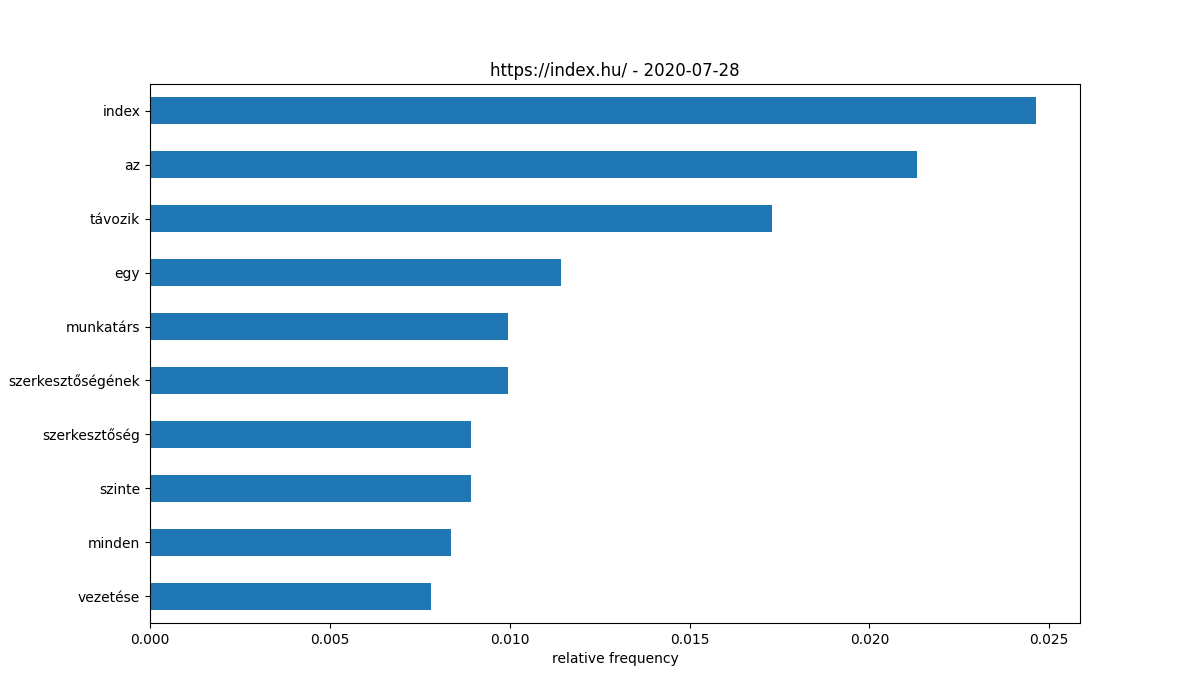 https://index.hu/ - 2020-07-28
index
az
távozik
egy
munkatárs
szerkesztőségének
szerkesztőség
szinte
minden
vezetése
0.000 0.005 0.010 0.015 0.020 0.025
relative frequency